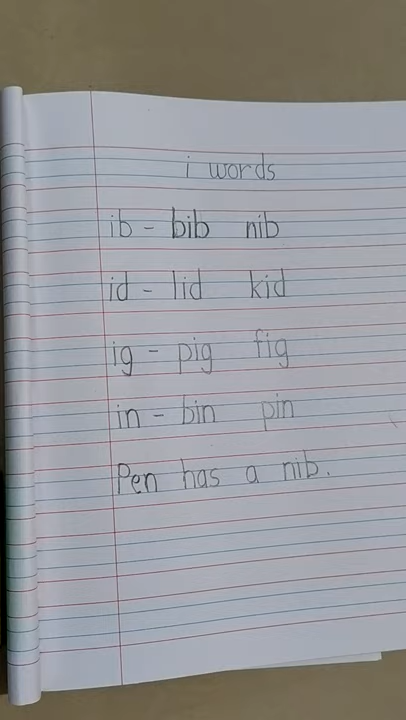 i words
ib - bib nib
id - lid kid
ig - pig fig
in - bin pin
Pen has a nib.